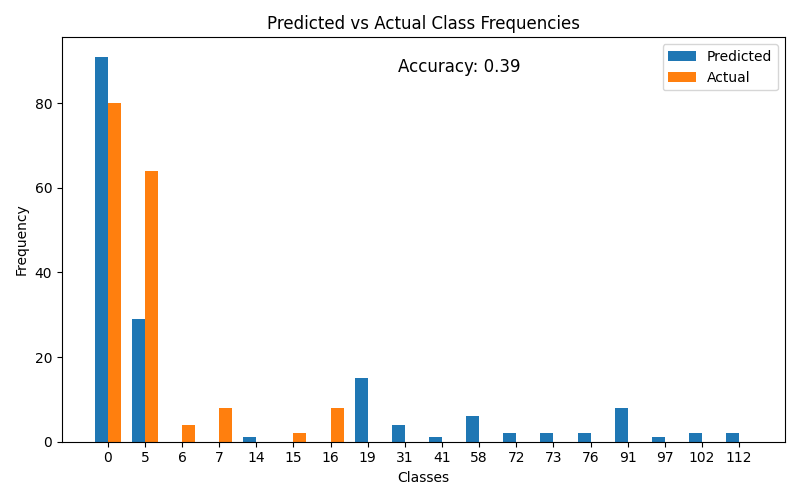 Predicted vs Actual Class Frequencies
Accuracy: 0.39
Predicted
Actual
Frequency
80
60
40
20
0
0 5 6 7 14 15 16 19 31 41 58 72 73 76 91 97 102 112
Classes